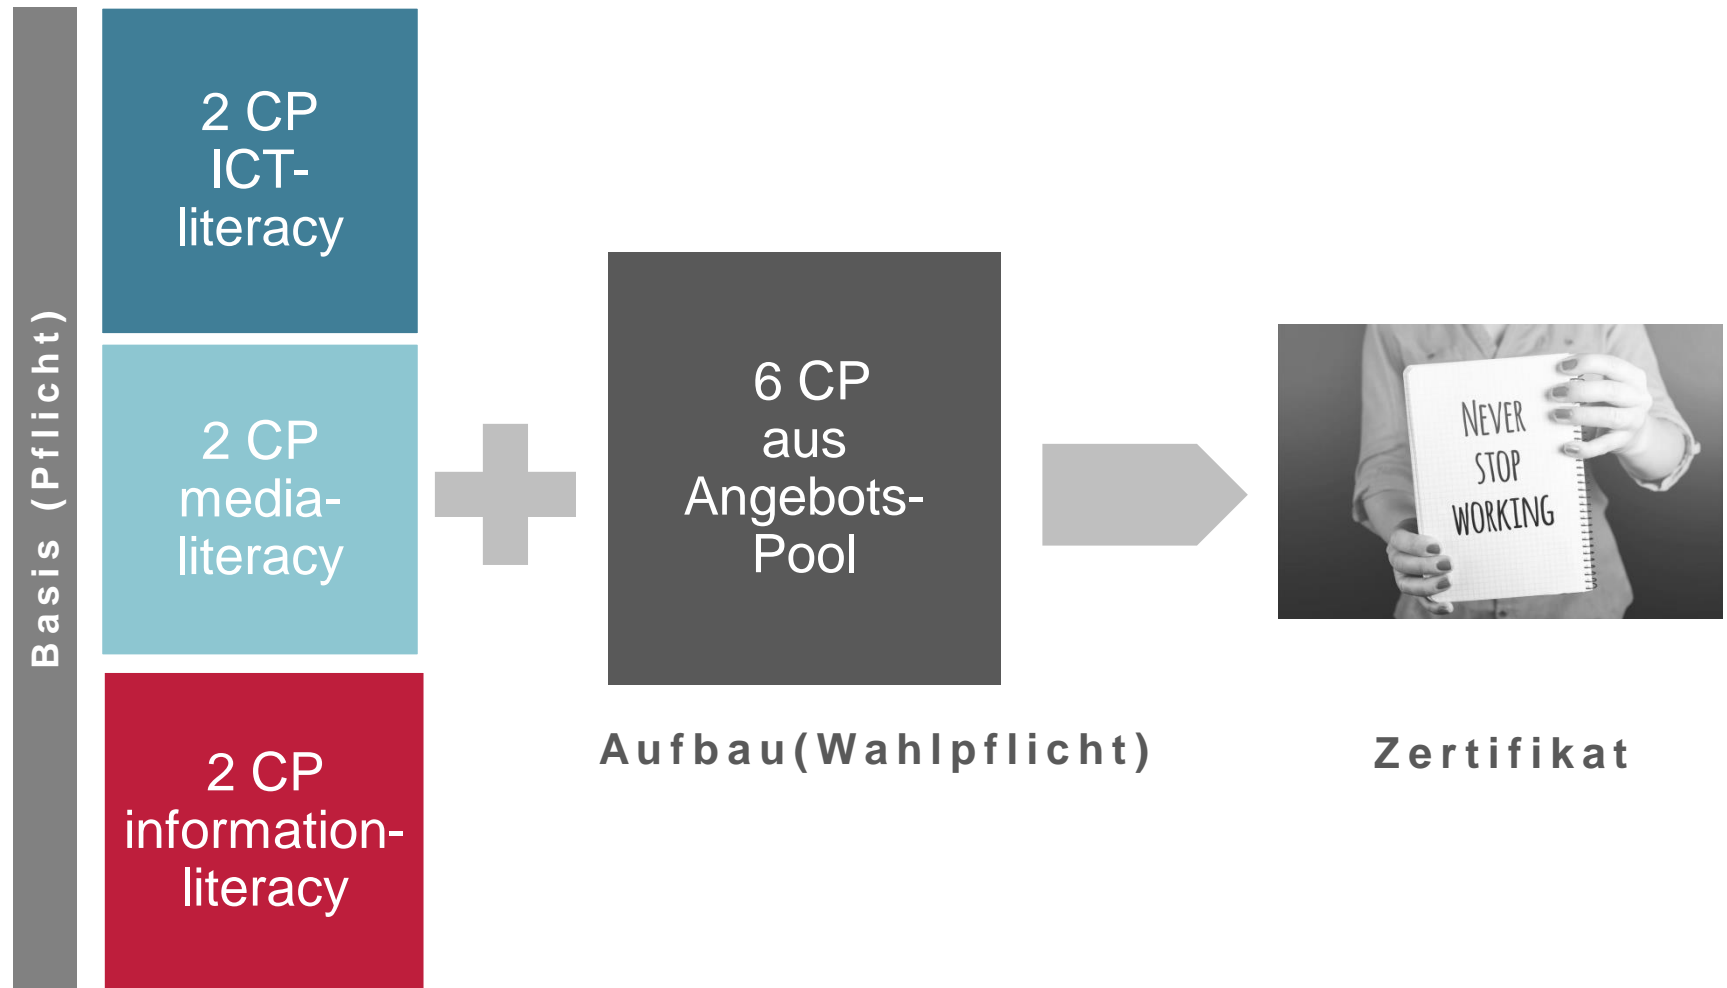 Basis (Pflicht)
2 CP
ICT-
literacy
2 CP
media-
literacy
2 CP
information-
literacy
6 CP
aus
Angebots-
Pool
Aufbau(Wahlpflicht)
NEVER
STOP
WORKING
Zertifikat